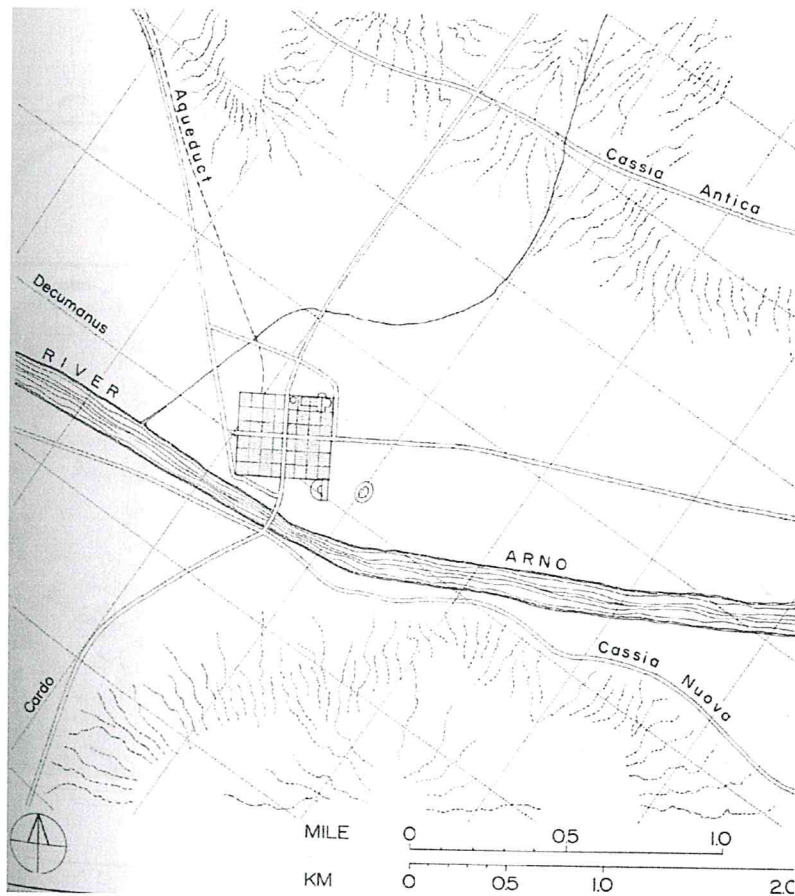 Aqueduct
Cassia Antica
Decumanus
RIVER
ARNO
Cassia Nuova
Cardo
MILE 0 0.5 1.0
KM 0 0.5 1.0 2.0